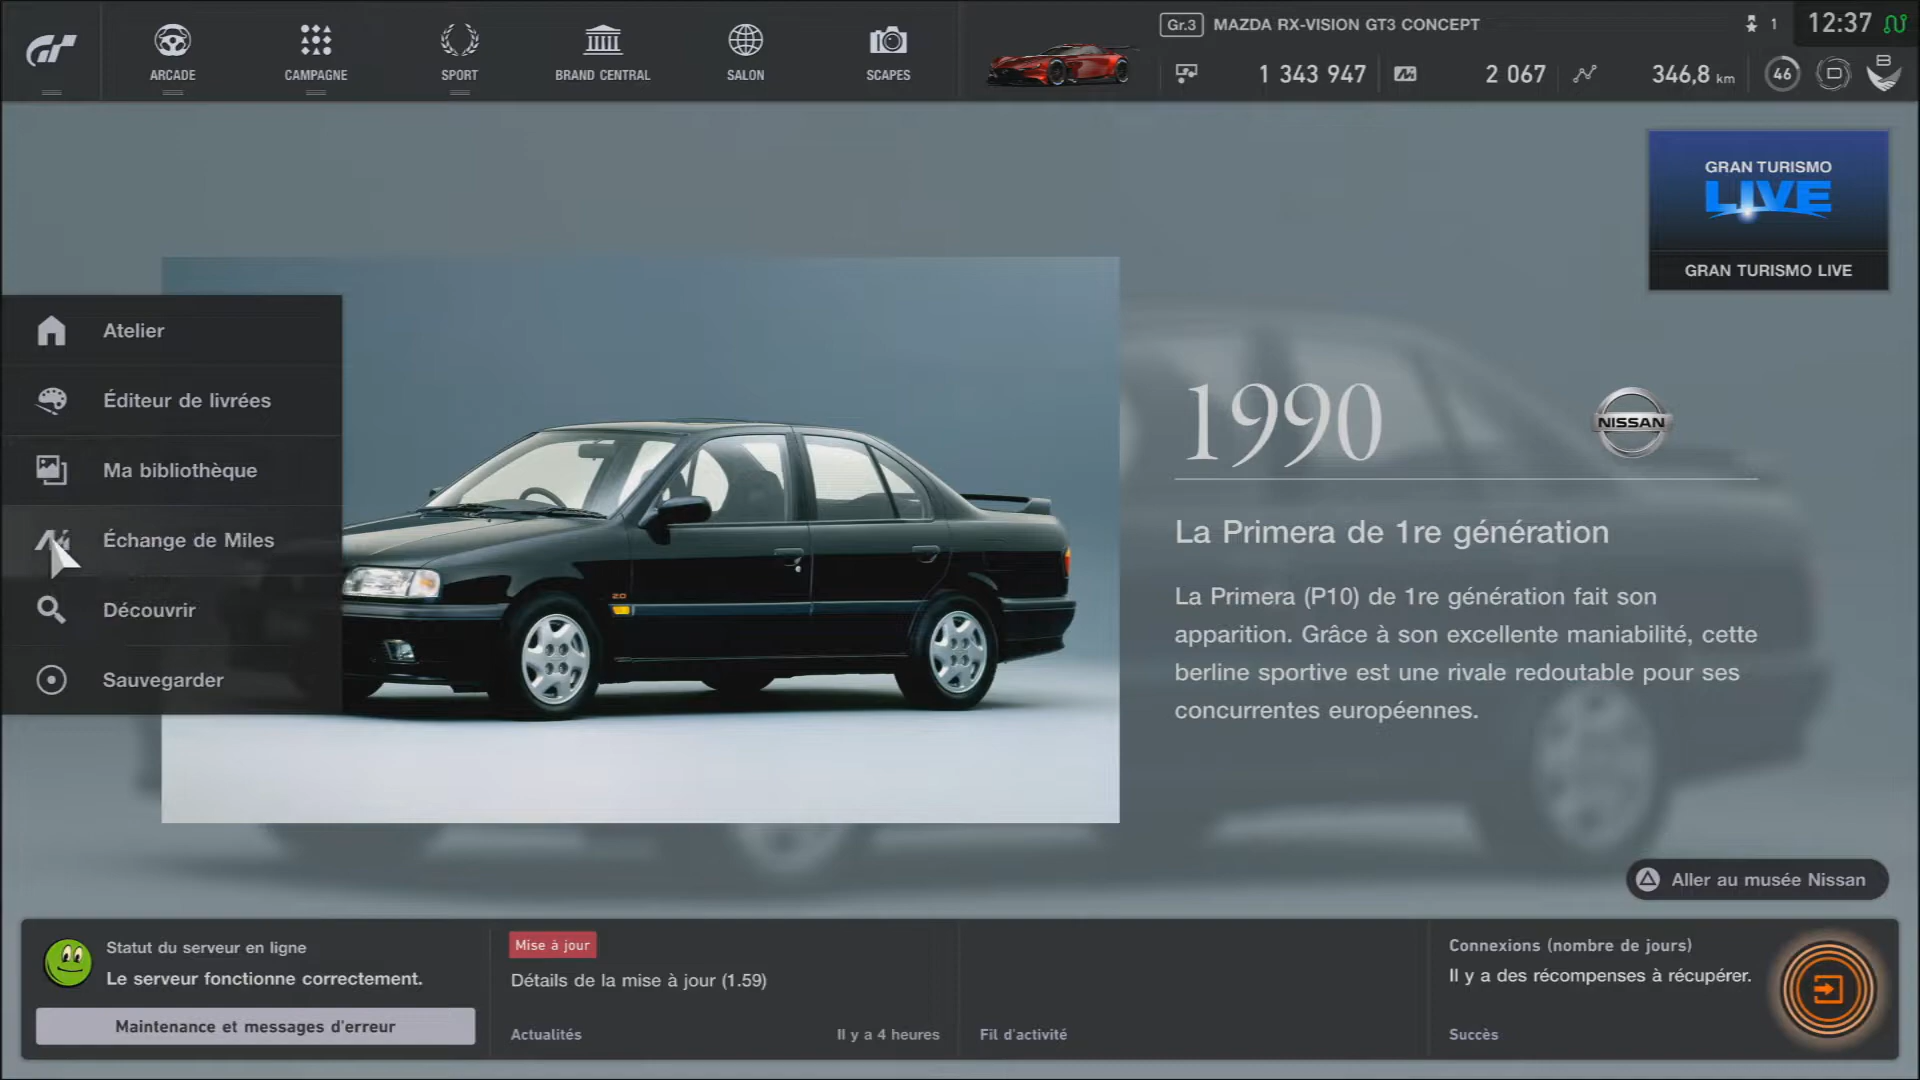 ARCADE
CAMPAGNE
SPORT
BRAND CENTRAL
SALON
SCAPES
Gr.3 MAZDA RX-VISION GT3 CONCEPT
1
12:37
1 343 947
2 067
346,8 km
46
B
GRAN TURISMO
LIVE
GRAN TURISMO LIVE
Atelier
Éditeur de livrées
Ma bibliothèque
Échange de Miles
Découvrir
Sauvegarder
2.0
1990
NISSAN
La Primera de 1re génération
La Primera (P10) de 1re génération fait son
apparition. Grâce à son excellente maniabilité, cette
berline sportive est une rivale redoutable pour ses
concurrentes européennes.
Aller au musée Nissan
Statut du serveur en ligne
Le serveur fonctionne correctement.
Maintenance et messages d'erreur
Mise à jour
Détails de la mise à jour (1.59)
Actualités
Il y a 4 heures
Fil d'activité
Connexions (nombre de jours)
Il y a des récompenses à récupérer.
Succès